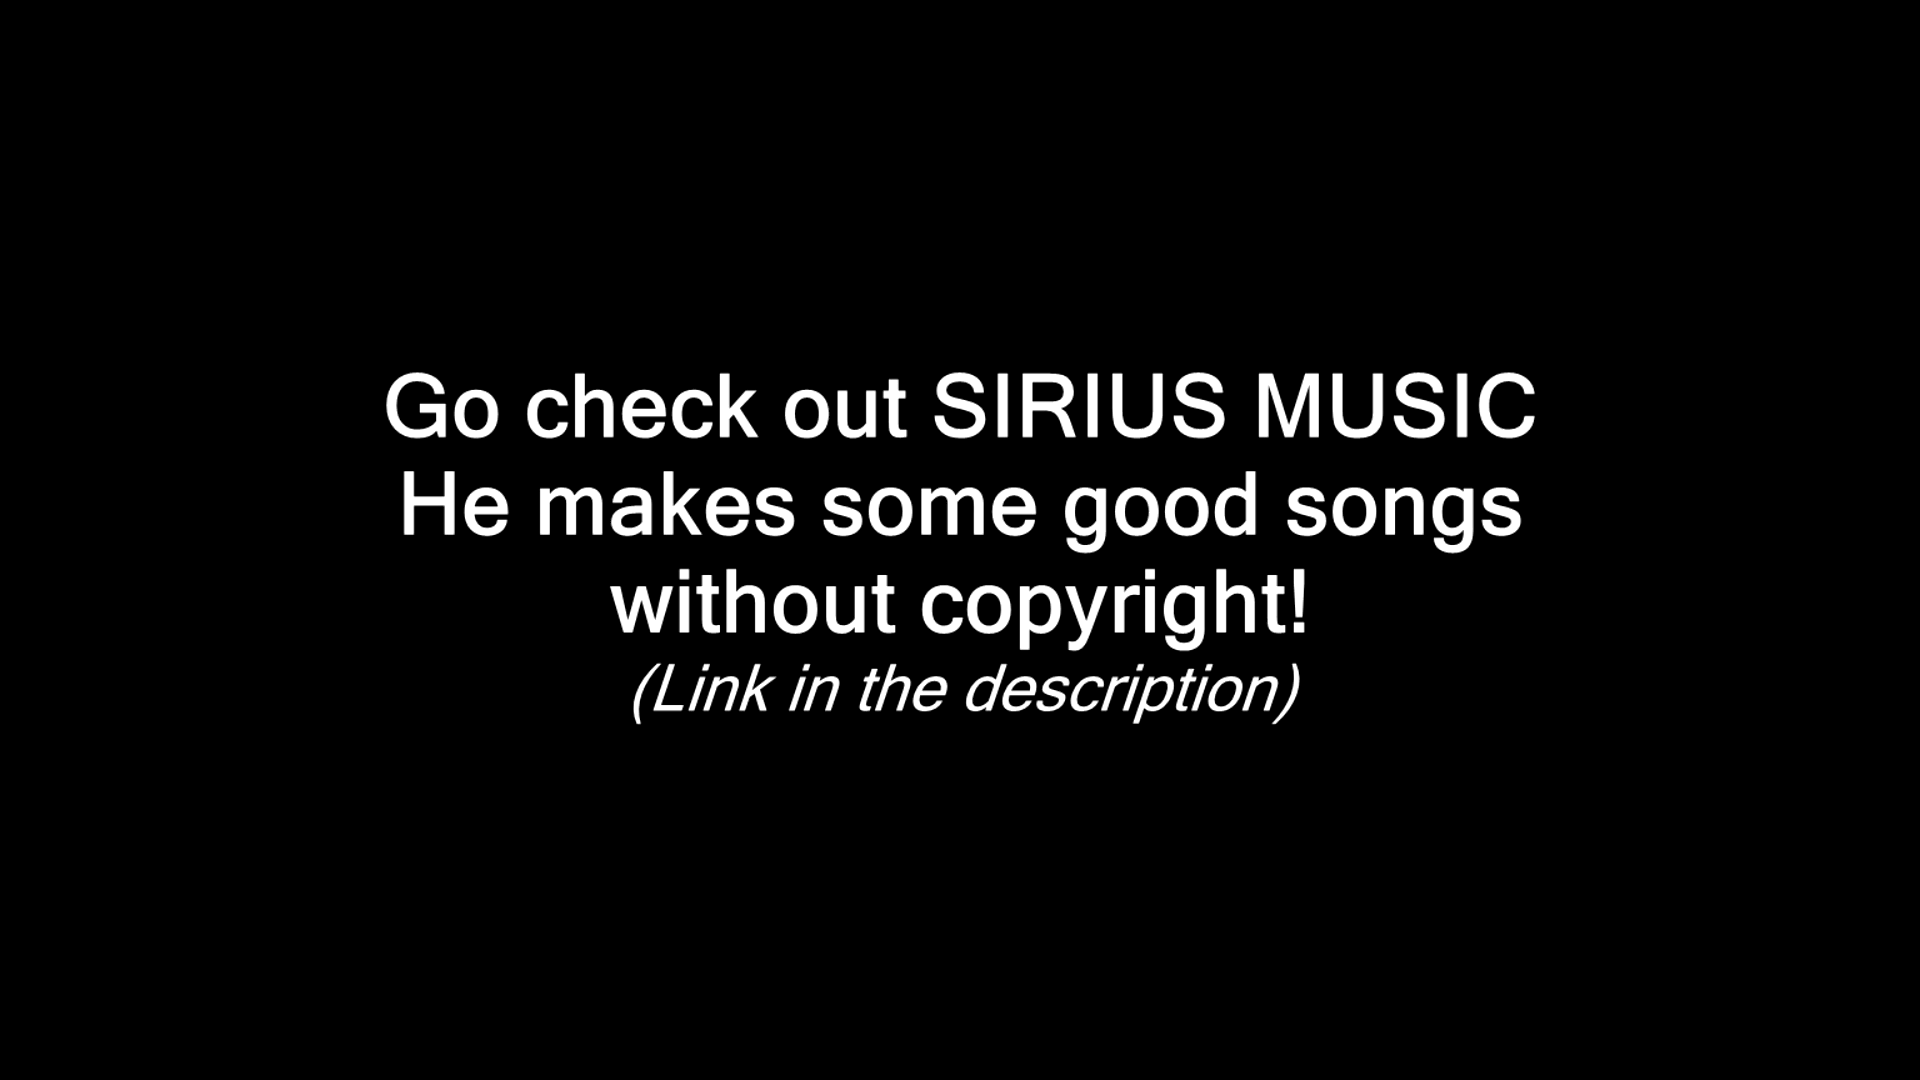 Go check out SIRIUS MUSIC
He makes some good songs
without copyright!
(Link in the description)